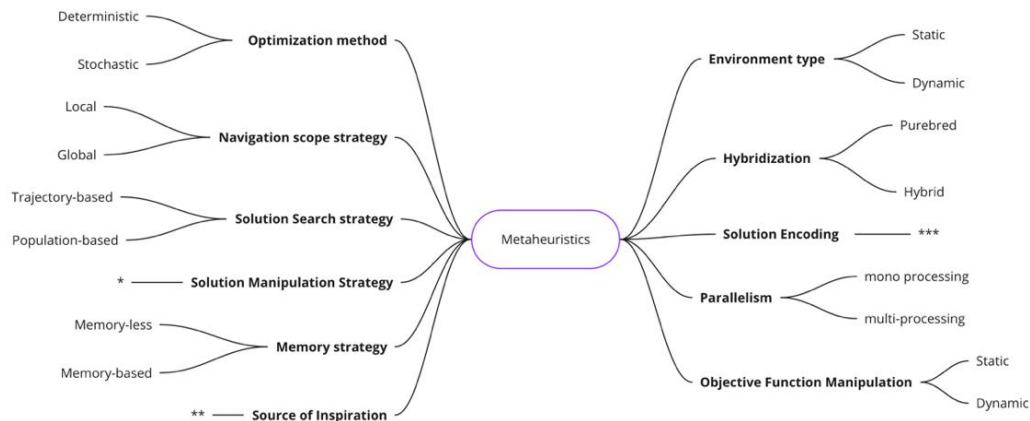 Deterministic
Optimization method
Stochastic
Local
Navigation scope strategy
Global
Trajectory-based
Solution Search strategy
Population-based
*
Solution Manipulation Strategy
Memory-less
Memory strategy
Memory-based
**
Source of Inspiration
Metaheuristics
Static
Environment type
Dynamic
Purebred
Hybridization
Hybrid
Solution Encoding
***
mono processing
Parallelism
multi-processing
Static
Objective Function Manipulation
Dynamic